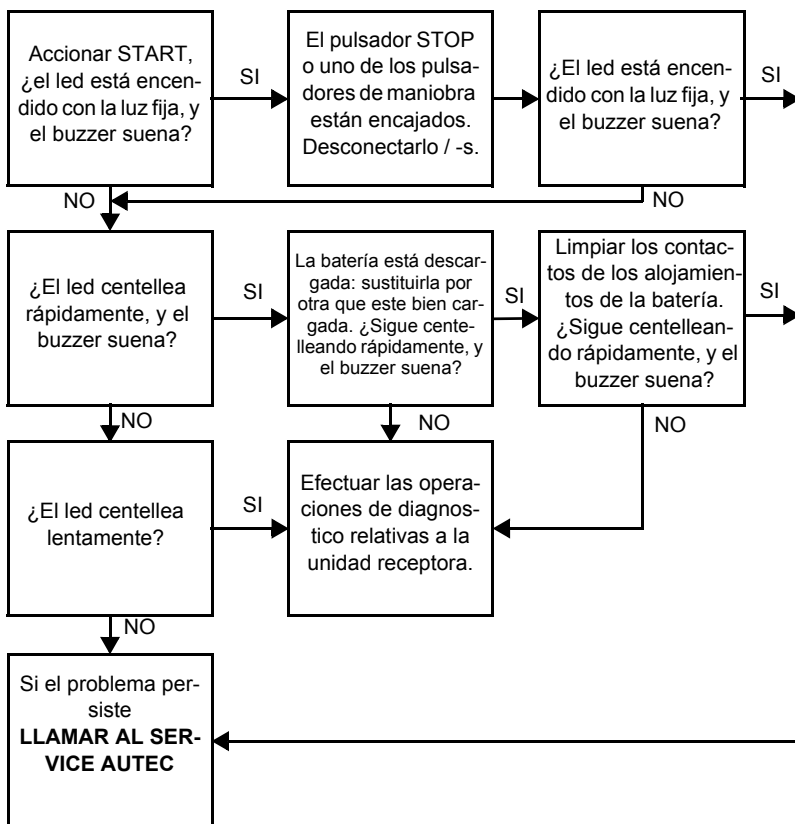 Accionar START,
¿el led está encen-
dido con la luz fija, y
el buzzer suena?
SI
El pulsador STOP
o uno de los pulsa-
dores de maniobra
están encajados.
Desconectarlo / -s.
¿El led está encen-
dido con la luz fija, y
el buzzer suena?
SI
NO
NO
¿El led centellea
rápidamente, y el
buzzer suena?
SI
La batería está descar-
gada: sustituirla por
otra que este bien car-
gada. ¿Sigue cente-
lleando rápidamente, y
el buzzer suena?
SI
Limpiar los contac-
tos de los alojamien-
tos de la batería.
¿Sigue centellean-
do rápidamente, y el
buzzer suena?
SI
NO
NO
NO
¿El led centellea
lentamente?
SI
Efectuar las opera-
ciones de diagnos-
tico relativas a la
unidad receptora.
NO
Si el problema per-
siste
LLAMAR AL SER-
VICE AUTEC